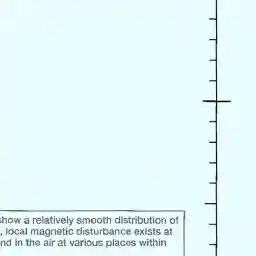 show a relatively smooth distribution of
, local magnetic disturbance exists at
nd in the air at various places within